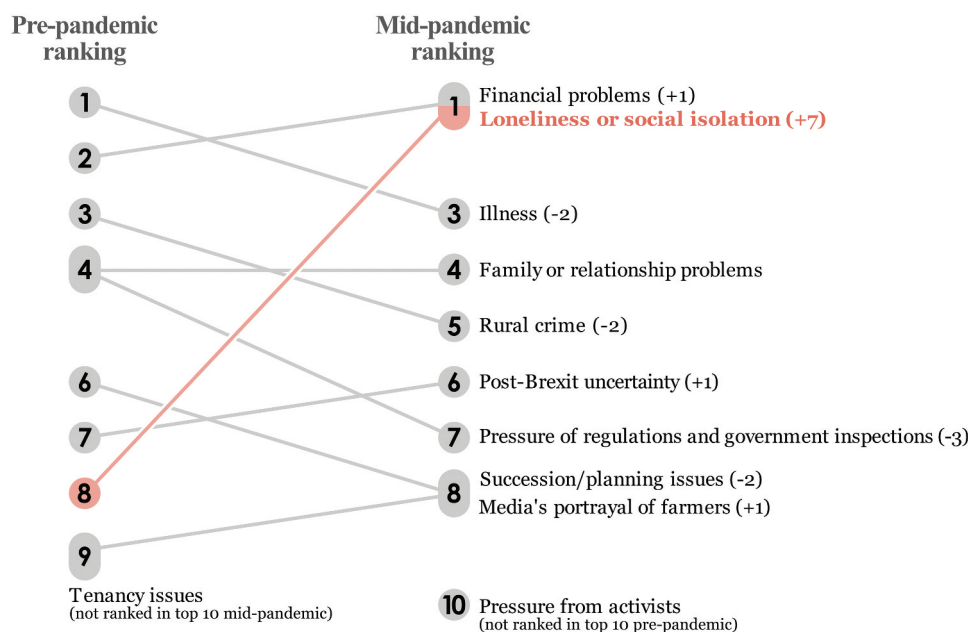 Pre-pandemic
ranking
Mid-pandemic
ranking
1
2
3
4
6
7
8
9
Tenancy issues
(not ranked in top 10 mid-pandemic)
1
Financial problems (+1)
Loneliness or social isolation (+7)
3 Illness (-2)
4 Family or relationship problems
5 Rural crime (-2)
6 Post-Brexit uncertainty (+1)
7 Pressure of regulations and government inspections (-3)
8
Succession/planning issues (-2)
Media's portrayal of farmers (+1)
10 Pressure from activists
(not ranked in top 10 pre-pandemic)